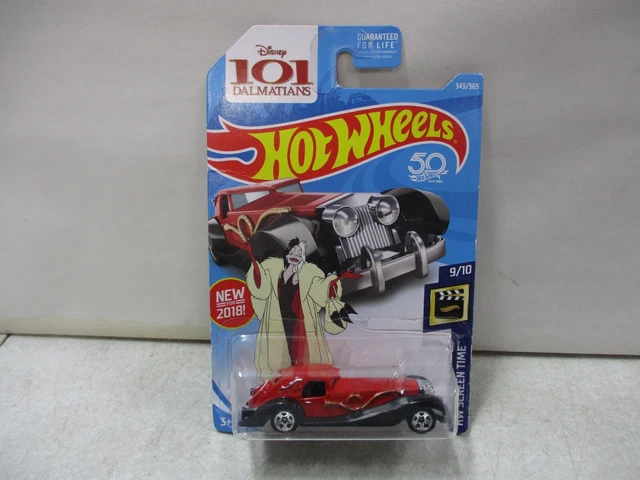 Disney
101
DALMATIANS
GUARANTEED
FOR LIFE
343/365
HOT WHEELS
50
NEW
FOR
2018!
9/10
HW SCREEN TIME